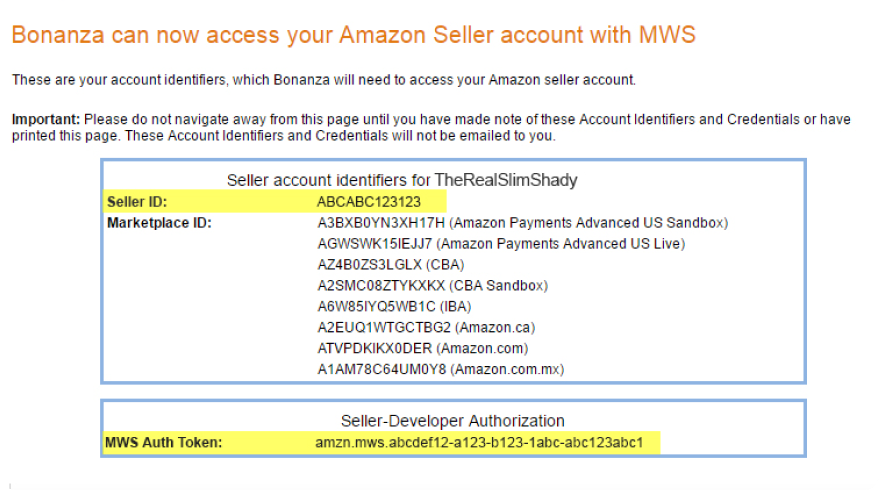 Bonanza can now access your Amazon Seller account with MWS
These are your account identifiers, which Bonanza will need to access your Amazon seller account.
Important: Please do not navigate away from this page until you have made note of these Account Identifiers and Credentials or have
printed this page. These Account Identifiers and Credentials will not be emailed to you.
Seller account identifiers for TheRealSlimShady
Seller ID: ABCABC123123
Marketplace ID: A3BXB0YN3XH17H (Amazon Payments Advanced US Sandbox)
AGWSWK15IEJJ7 (Amazon Payments Advanced US Live)
AZ4B0ZS3LGLX (CBA)
A2SMC08ZTYKXKX (CBA Sandbox)
A6W85IYQ5WB1C (IBA)
A2EUQ1WTGCTBG2 (Amazon.ca)
ATVPDKIKX0DER (Amazon.com)
A1AM78C64UM0Y8 (Amazon.com.mx)
Seller-Developer Authorization
MWS Auth Token: amzn.mws.abcdef12-a123-b123-1abc-abc123abc1